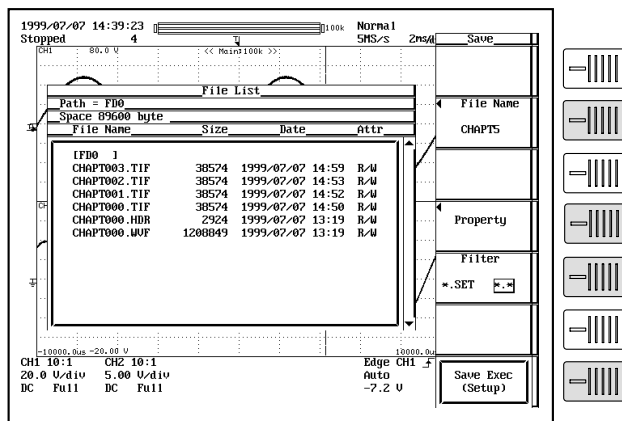 1999/07/07 14:39:23 100k Normal
Stopped 4 5MS/s 2ms/d Save
CH1 80.0 V << Main:100k >>
File List
Path = FD0
Space 89600 byte
File Name Size Date Attr
[FD0 ]
CHAPT003.TIF 38574 1999/07/07 14:59 R/W
CHAPT002.TIF 38574 1999/07/07 14:53 R/W
CHAPT001.TIF 38574 1999/07/07 14:52 R/W
CHAPT000.TIF 38574 1999/07/07 14:50 R/W
CHAPT000.HDR 2924 1999/07/07 13:19 R/W
CHAPT000.WVF 1208849 1999/07/07 13:19 R/W
File Name
CHAPT5
Property
Filter
*.SET *.*
CH
-10000.0us -20.00 V 10000.0u
CH1 10:1 CH2 10:1 Edge CH1
20.0 V/div 5.00 V/div Auto
DC Full DC Full -7.2 V
Save Exec
(Setup)